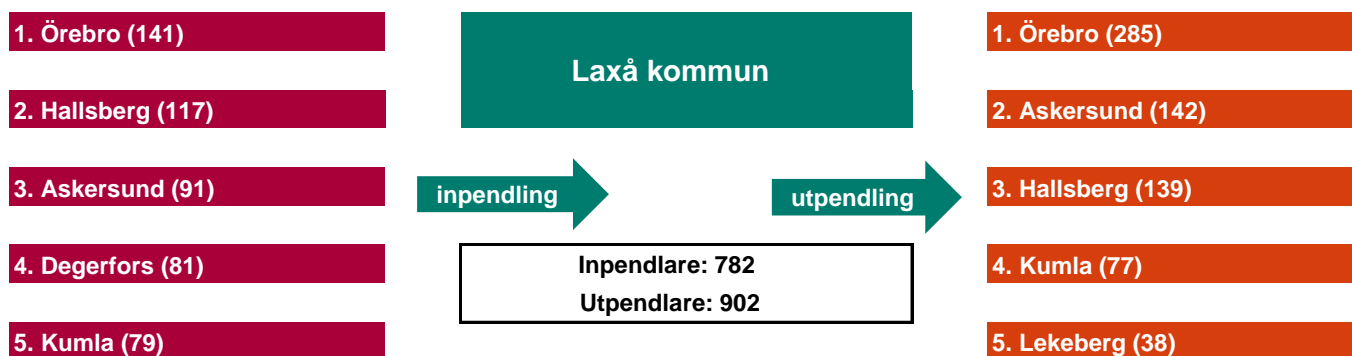 1. Örebro (141)
2. Hallsberg (117)
3. Askersund (91)
4. Degerfors (81)
5. Kumla (79)
Laxå kommun
inpendling
utpendling
Inpendlare: 782
Utpendlare: 902
1. Örebro (285)
2. Askersund (142)
3. Hallsberg (139)
4. Kumla (77)
5. Lekeberg (38)